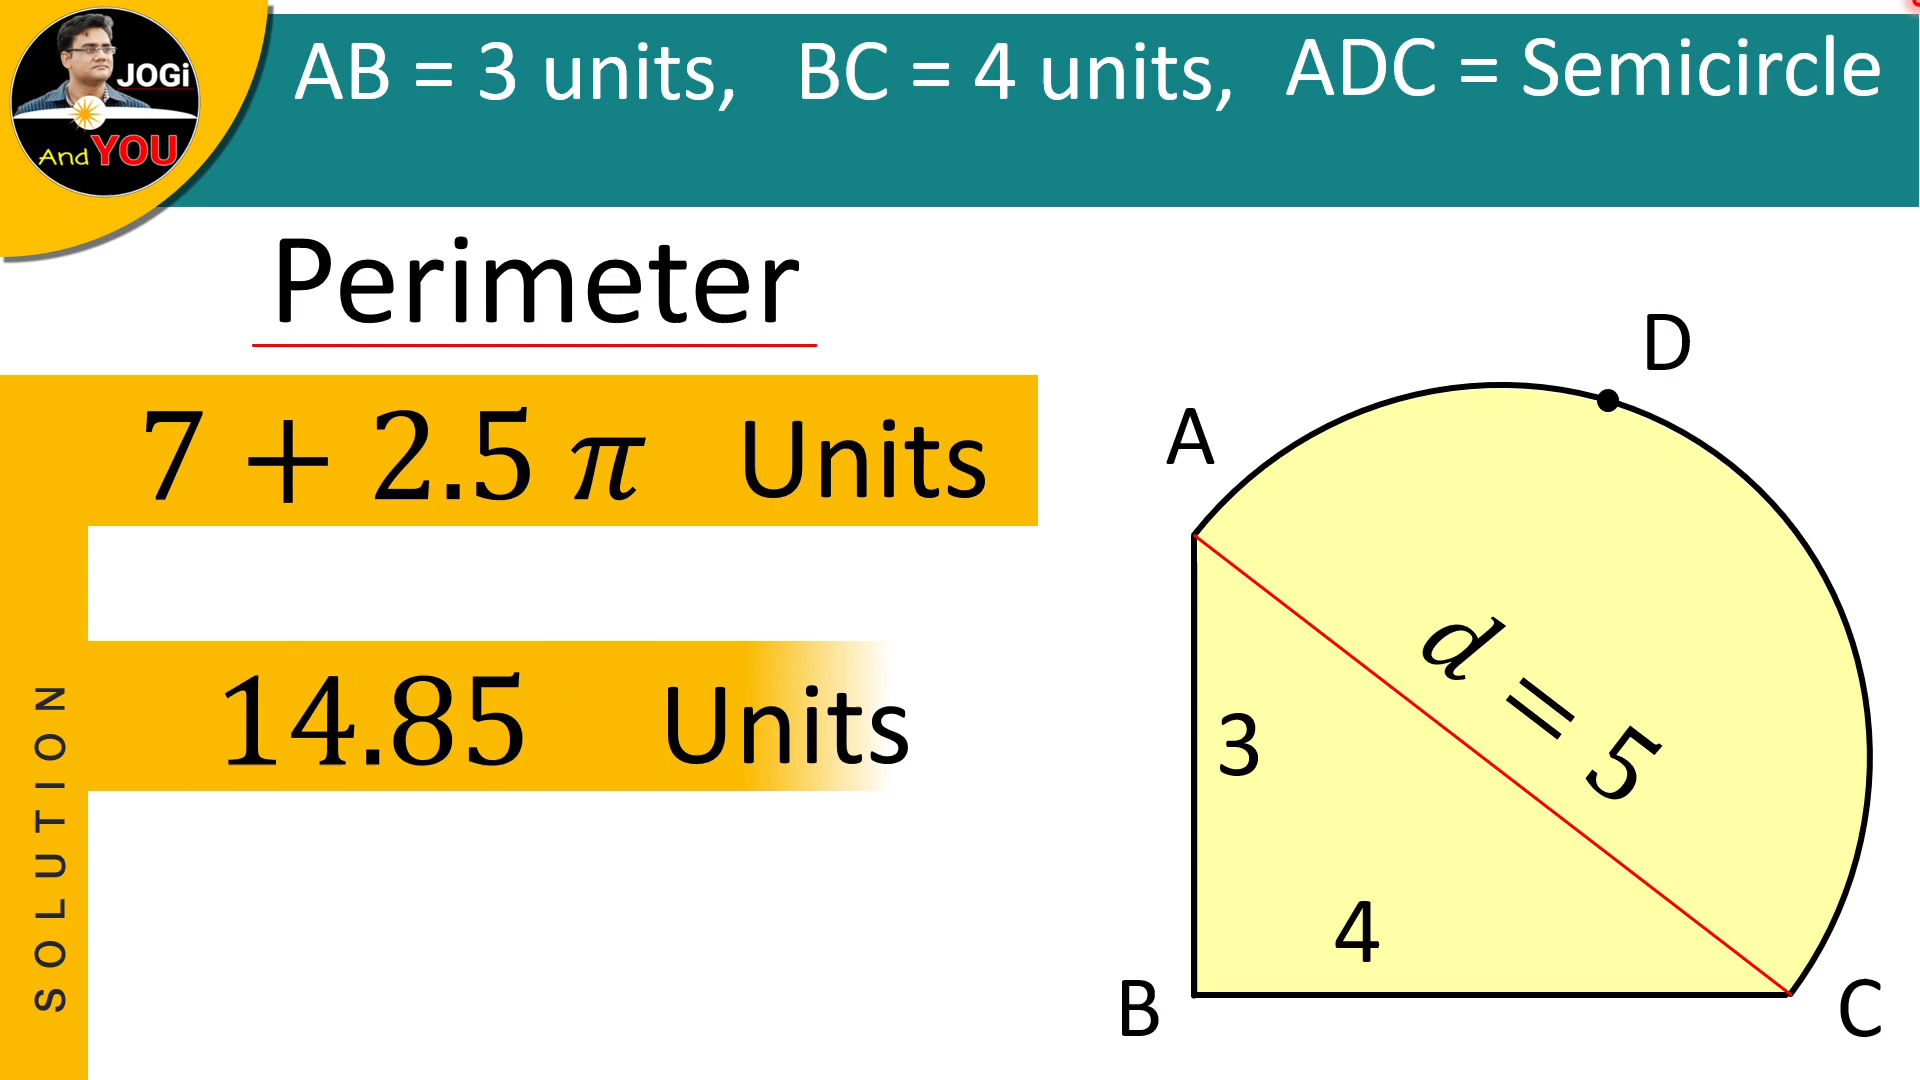 JOGi
And YOU
AB = 3 units, BC = 4 units, ADC = Semicircle
Perimeter
7 + 2.5 π Units
14.85 Units
SOLUTION
D
A
d = 5
3
4
B
C